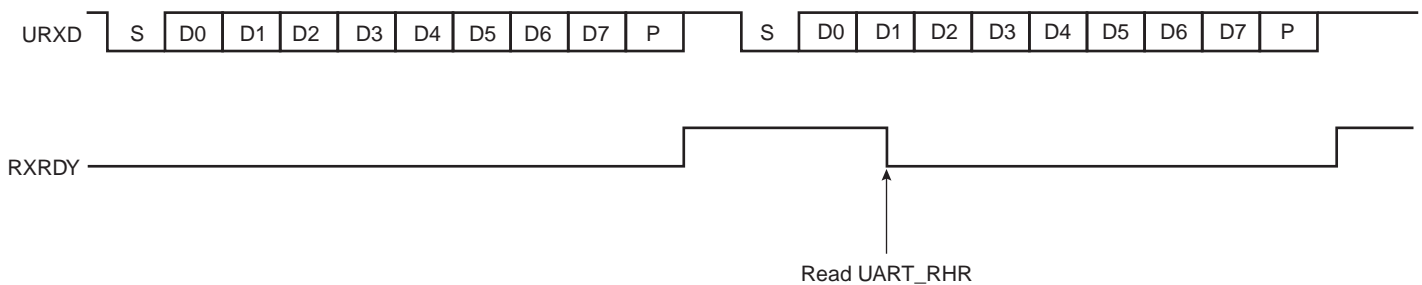 URXD S D0 D1 D2 D3 D4 D5 D6 D7 P S D0 D1 D2 D3 D4 D5 D6 D7 P
RXRDY
Read UART_RHR